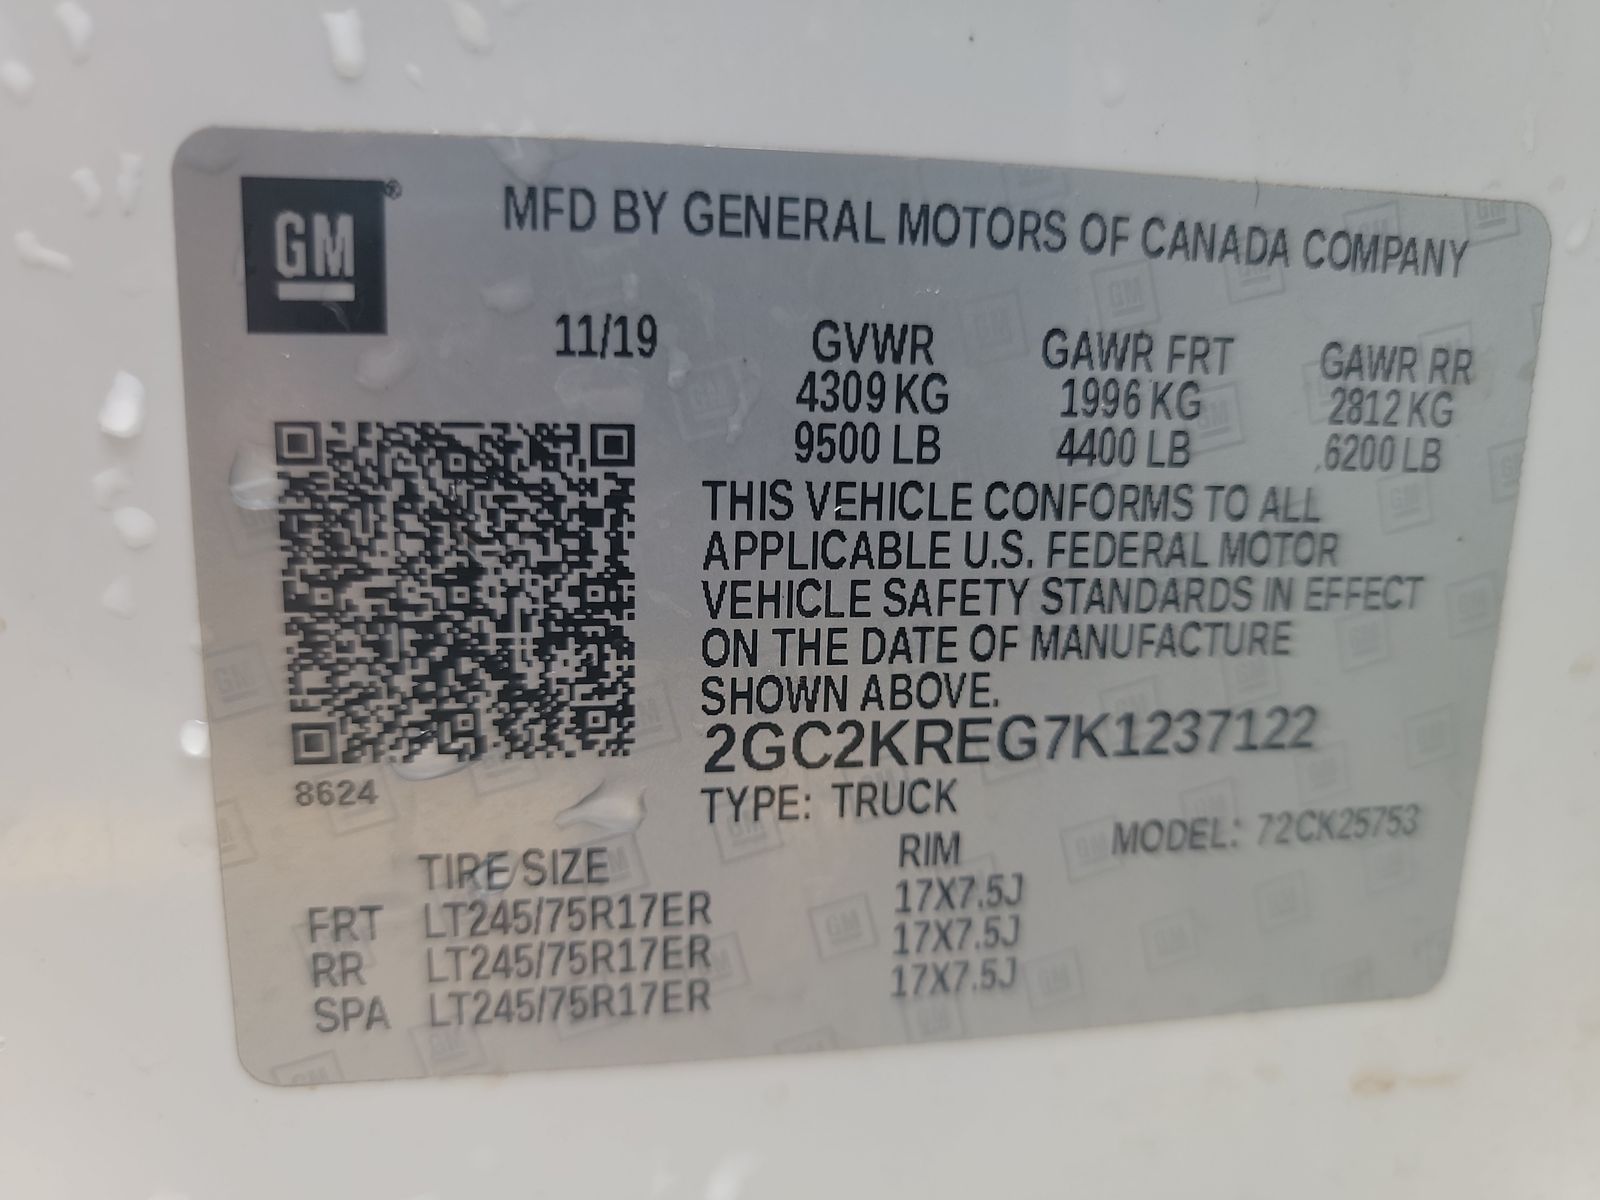 GM®
MFD BY GENERAL MOTORS OF CANADA COMPANY
11/19 GVWR GAWR FRT GAWR RR
4309 KG 1996 KG 2812 KG
9500 LB 4400 LB 6200 LB
THIS VEHICLE CONFORMS TO ALL
APPLICABLE U.S. FEDERAL MOTOR
VEHICLE SAFETY STANDARDS IN EFFECT
ON THE DATE OF MANUFACTURE
SHOWN ABOVE.
2GC2KREG7K1237122
8624
TYPE: TRUCK
MODEL: 72CK25753
TIRE SIZE RIM
FRT LT245/75R17ER 17X7.5J
RR LT245/75R17ER 17X7.5J
SPA LT245/75R17ER 17X7.5J